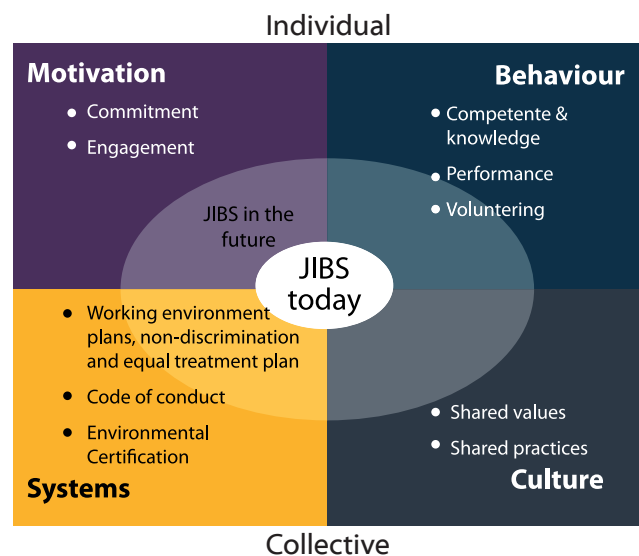 Individual
Motivation
• Commitment
• Engagement
Behaviour
• Competente &
knowledge
• Performance
• Voluntering
JIBS in the
future
JIBS
today
• Working environment
plans, non-discrimination
and equal treatment plan
• Code of conduct
• Environmental
Certification
Systems
• Shared values
• Shared practices
Culture
Collective